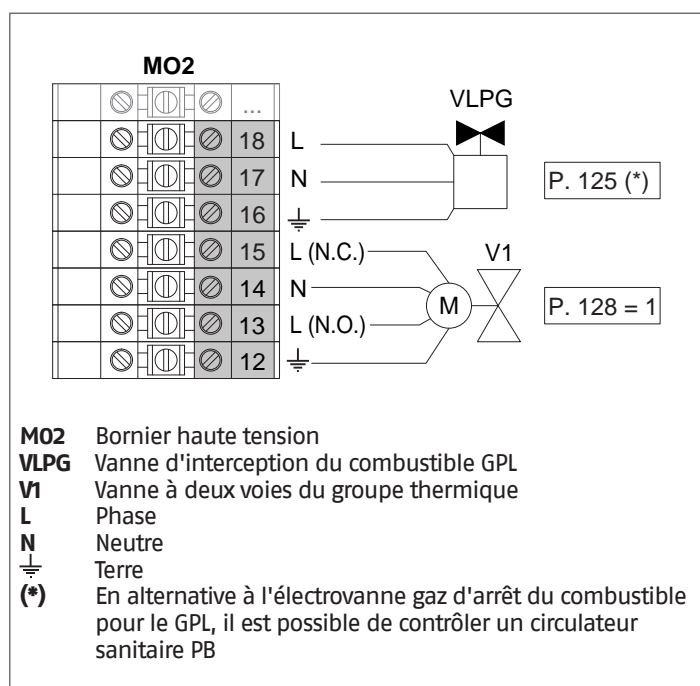 MO2
...
VLPG
18 L
17 N
P. 125 (*)
16
15 L (N.C.)
V1
14 N
M
P. 128 = 1
13 L (N.O.)
12
M02 Bornier haute tension
VLPG Vanne d'interception du combustible GPL
V1 Vanne à deux voies du groupe thermique
L Phase
N Neutre
⏚ Terre
(*) En alternative à l'électrovanne gaz d'arrêt du combustible
pour le GPL, il est possible de contrôler un circulateur
sanitaire PB